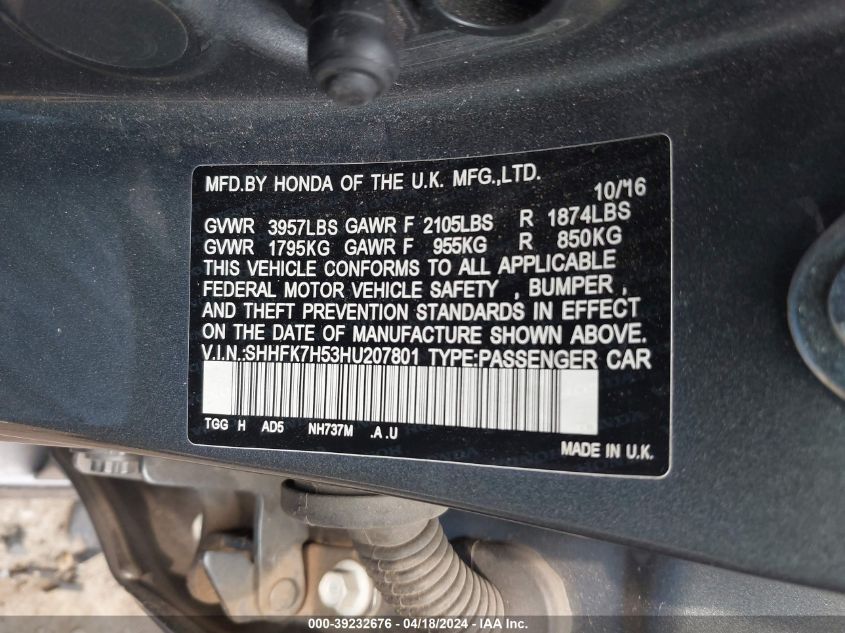 MFD.BY HONDA OF THE U.K. MFG.,LTD.
10/'16
GVWR 3957LBS GAWR F 2105LBS R 1874LBS
GVWR 1795KG GAWR F 955KG R 850KG
THIS VEHICLE CONFORMS TO ALL APPLICABLE
FEDERAL MOTOR VEHICLE SAFETY , BUMPER ,
AND THEFT PREVENTION STANDARDS IN EFFECT
ON THE DATE OF MANUFACTURE SHOWN ABOVE.
V.I.N.:SHHFK7H53HU207801 TYPE:PASSENGER CAR
TGG H AD5 NH737M .A.U
MADE IN U.K.
000-39232676 - 04/18/2024 - IAA Inc.